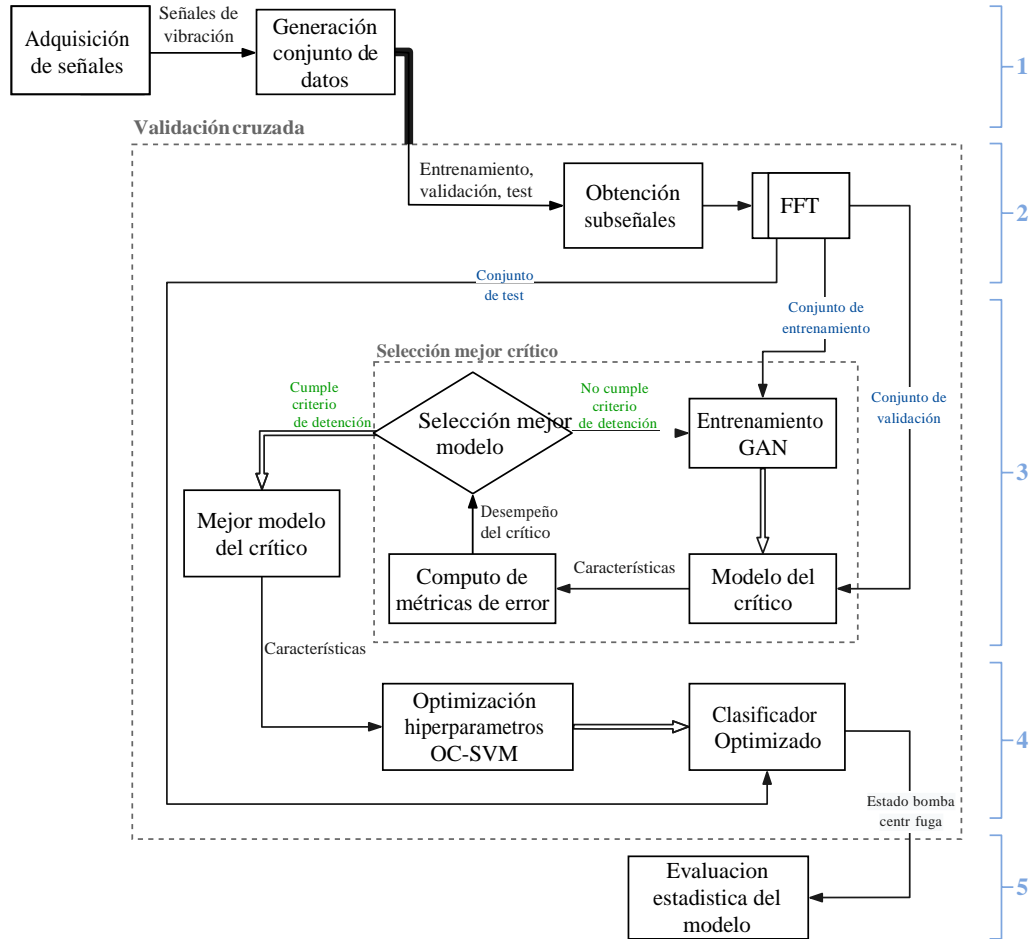 Adquisición
de señales
Señales de
vibración
Generación
conjunto de
datos
1
Validación cruzada
Entrenamiento,
validación, test
Obtención
subseñales
FFT
2
Conjunto
de test
Conjunto de
entrenamiento
Conjunto de
validación
Selección mejor crítico
Cumple
criterio
de detención
Selección mejor
modelo
No cumple
criterio
de detención
Entrenamiento
GAN
3
Mejor modelo
del crítico
Desempeño
del crítico
Computo de
métricas de error
Características
Modelo del
crítico
Características
Optimización
hiperparametros
OC-SVM
Clasificador
Optimizado
4
Estado bomba
centr fuga
Evaluacion
estadistica del
modelo
5